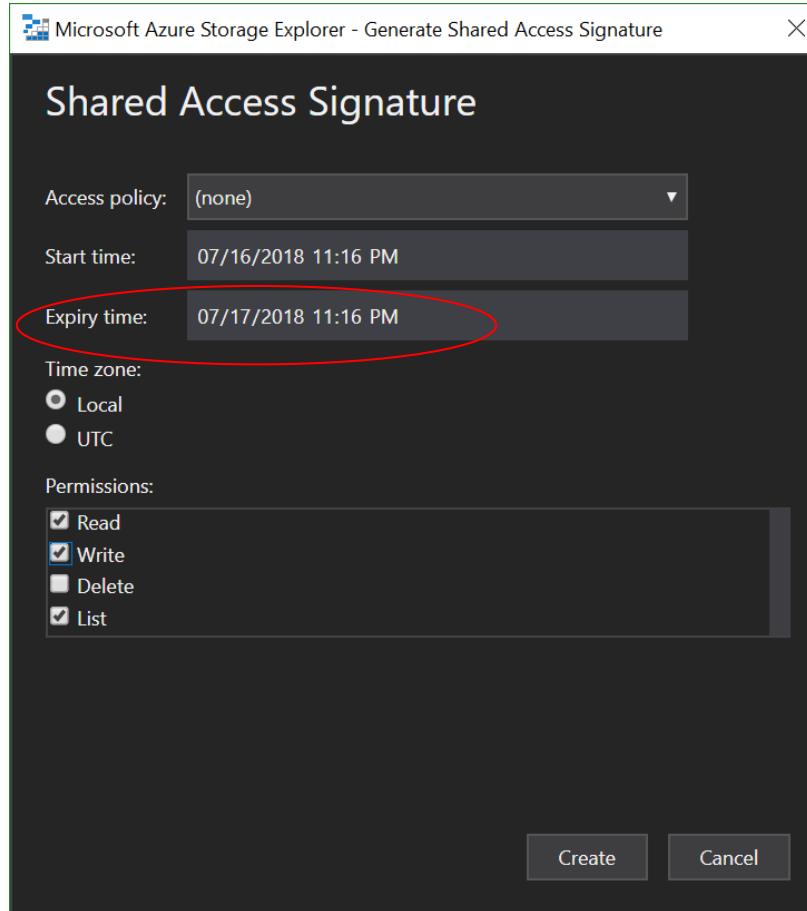 Microsoft Azure Storage Explorer - Generate Shared Access Signature
Shared Access Signature
Access policy: (none)
Start time: 07/16/2018 11:16 PM
Expiry time: 07/17/2018 11:16 PM
Time zone:
Local
UTC
Permissions:
Read
Write
Delete
List
Create Cancel